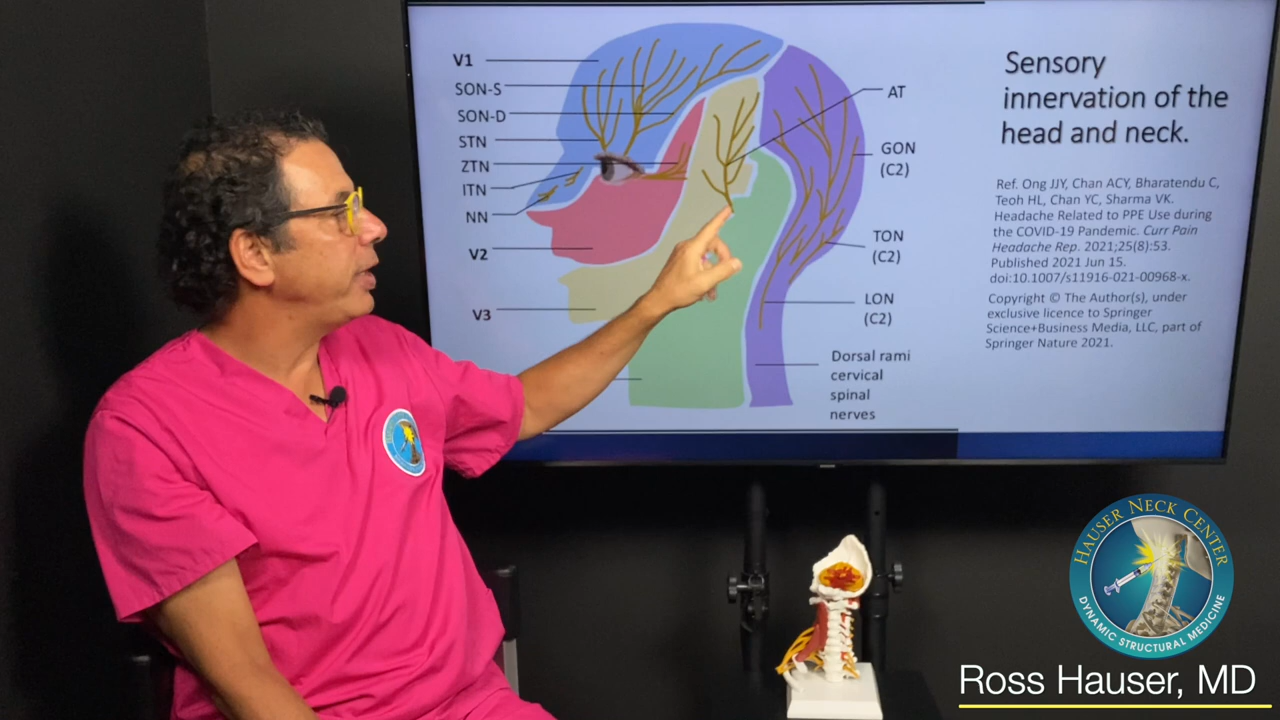 V1
SON-S
SON-D
STN
ZTN
ITN
NN
V2
V3
AT
GON
(C2)
TON
(C2)
LON
(C2)
Dorsal rami
cervical
spinal
nerves
Sensory
innervation of the
head and neck.
Ref. Ong JJY, Chan ACY, Bharatendu C,
Teoh HL, Chan YC, Sharma VK.
Headache Related to PPE Use during
the COVID-19 Pandemic. Curr Pain
Headache Rep. 2021;25(8):53.
Published 2021 Jun 15.
doi:10.1007/s11916-021-00968-x.
Copyright © The Author(s), under
exclusive licence to Springer
Science+Business Media, LLC, part of
Springer Nature 2021.
HAUSER NECK CENTER
DYNAMIC STRUCTURAL MEDICINE
Ross Hauser, MD